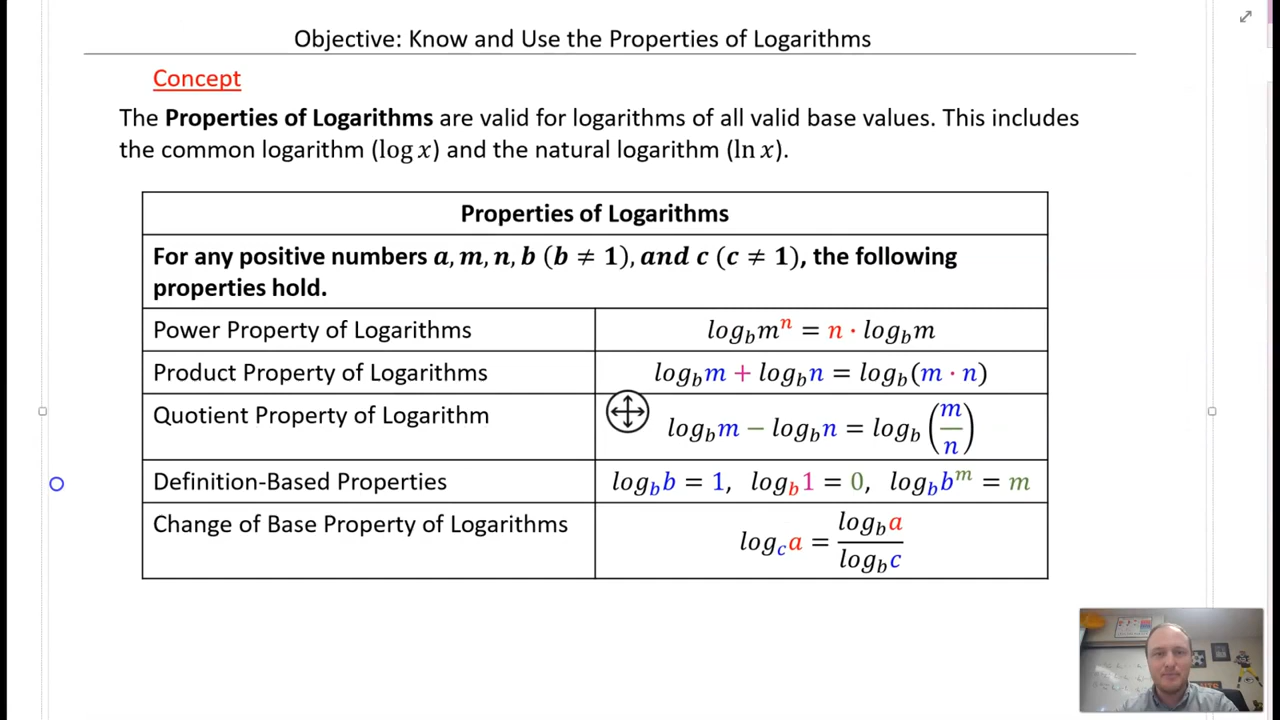 Objective: Know and Use the Properties of Logarithms
Concept
The Properties of Logarithms are valid for logarithms of all valid base values. This includes
the common logarithm (log x) and the natural logarithm (ln x).
Properties of Logarithms
For any positive numbers a, m, n, b (b ≠ 1), and c (c ≠ 1), the following
properties hold.
Power Property of Logarithms log_b m^n = n · log_b m
Product Property of Logarithms log_b m + log_b n = log_b (m · n)
Quotient Property of Logarithm log_b m − log_b n = log_b (m/n)
Definition-Based Properties log_b b = 1, log_b 1 = 0, log_b b^m = m
Change of Base Property of Logarithms log_c a = log_b a / log_b c